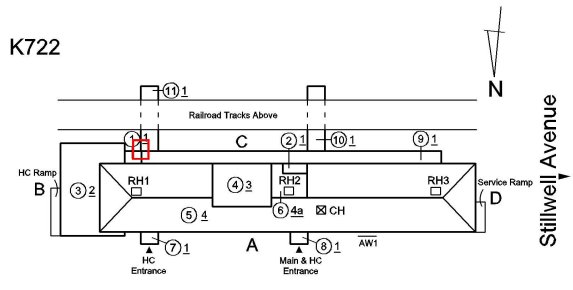 K722
N
11 1
Railroad Tracks Above
1 1
C
2 1
10 1
9 1
HC Ramp
B
3 2
RH1
4 3
RH2
RH3
Service Ramp
D
5 4
6 4a
CH
7 1
A
8 1
AW1
HC
Entrance
Main & HC
Entrance
Stillwell Avenue